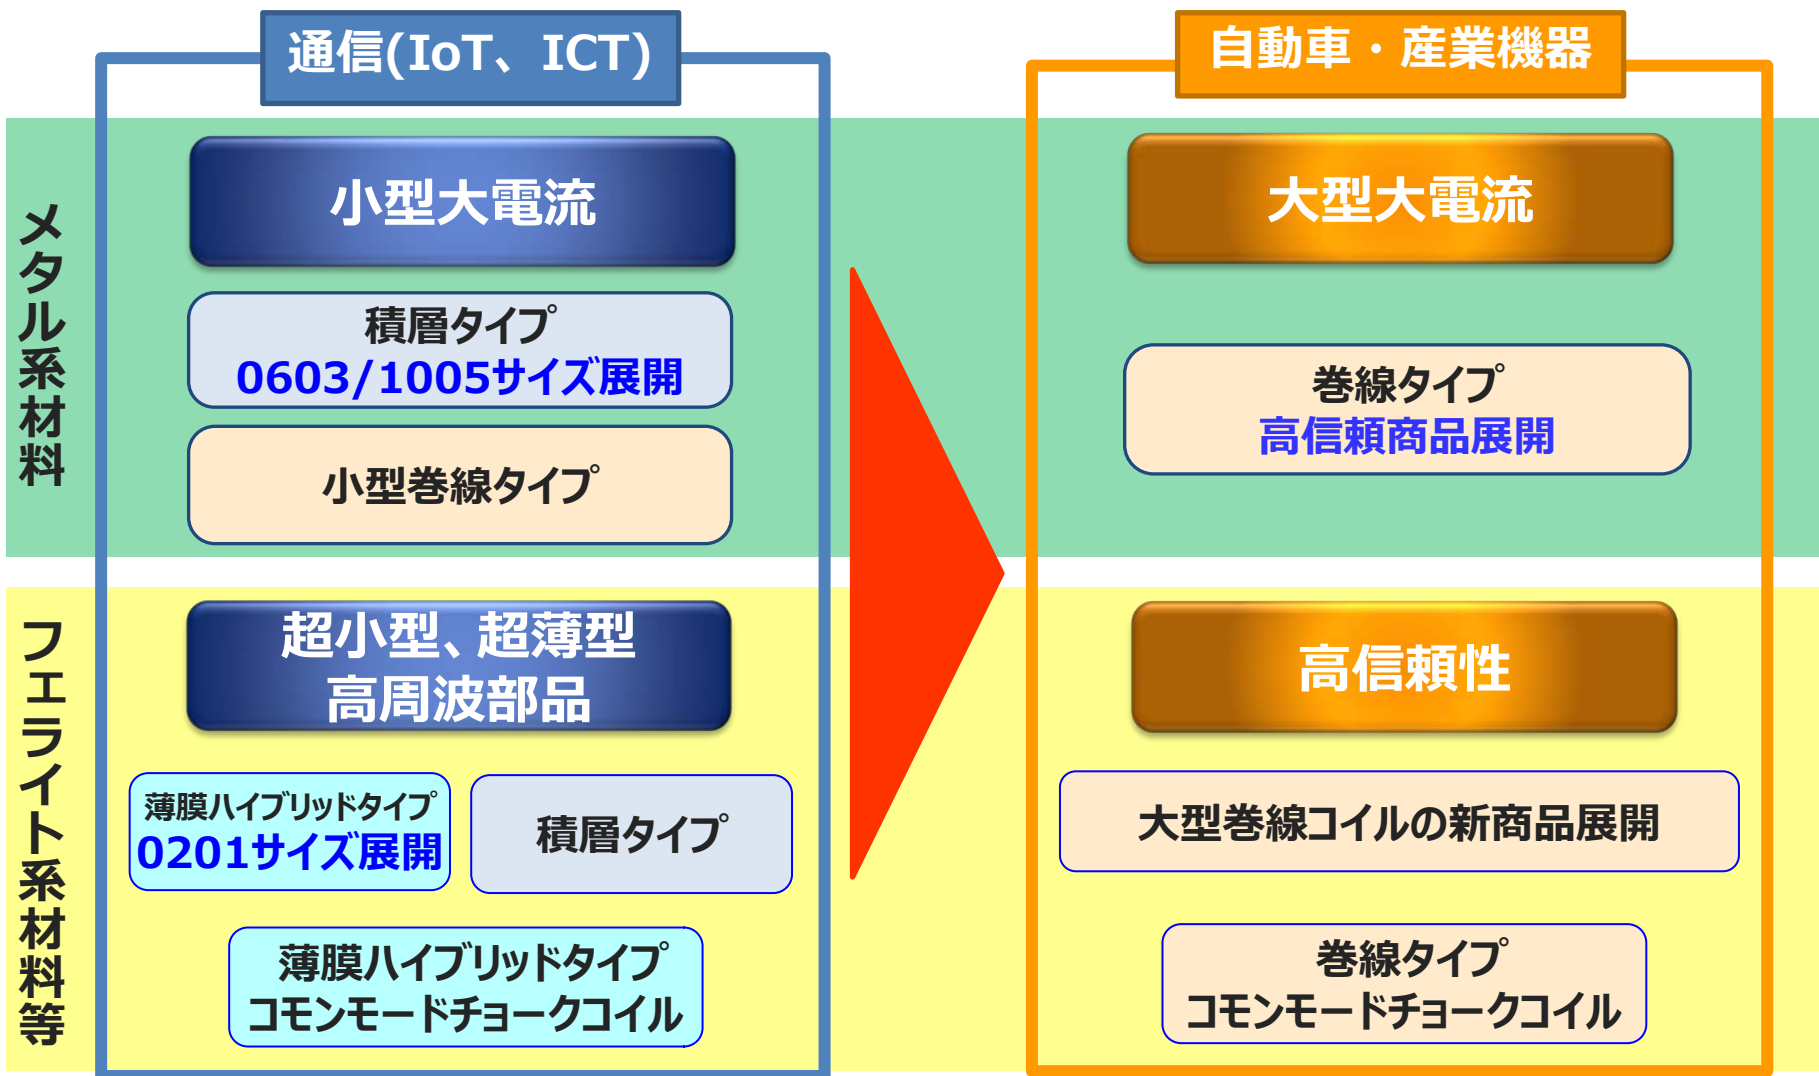 通信(IoT、ICT)
自動車・産業機器
メタル系材料
小型大電流
積層タイプ
0603/1005サイズ展開
小型巻線タイプ
大型大電流
巻線タイプ
高信頼商品展開
フェライト系材料等
超小型、超薄型
高周波部品
薄膜ハイブリッドタイプ
0201サイズ展開
積層タイプ
薄膜ハイブリッドタイプ
コモンモードチョークコイル
高信頼性
大型巻線コイルの新商品展開
巻線タイプ
コモンモードチョークコイル